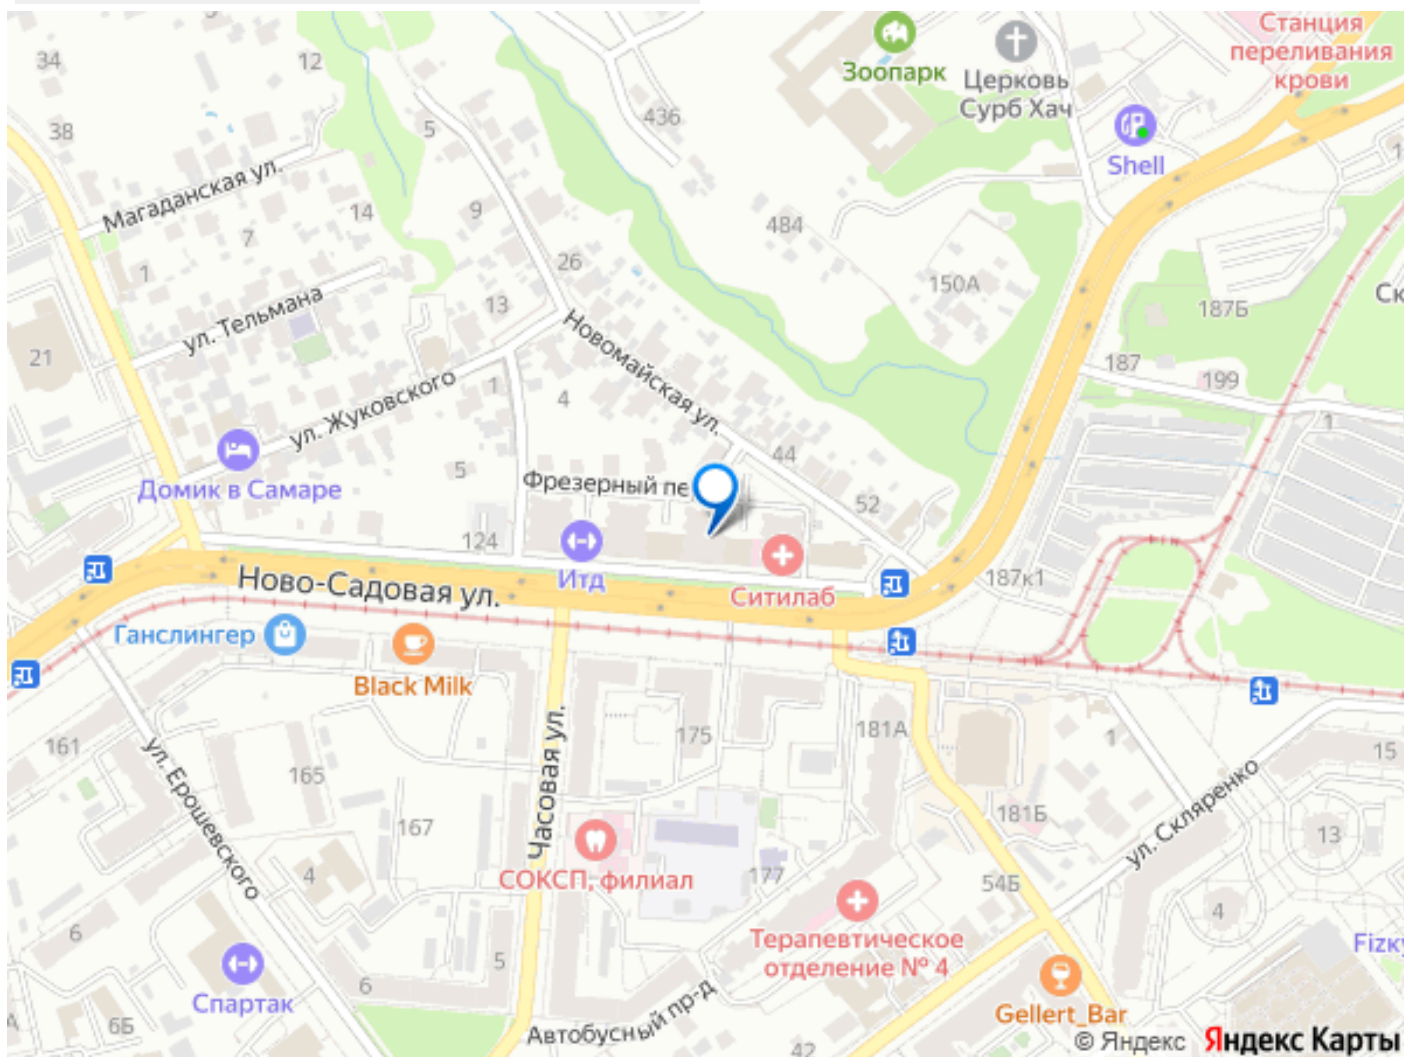 Станция
переливания
крови
34
12
Зоопарк
Церковь
Сурб Хач
436
5
38
Shell
Магаданская ул.
14
9
7
484
26
1
150А
13
187Б
ул. Тельмана
Новомайская ул.
21
187
199
ул. Жуковского
1
4
1
44
5
Фрезерный пе
Домик в Самаре
52
124
Итд
Ново-Садовая ул.
187к1
Ситилаб
Ганслингер
Black Milk
161
165
175
181А
1
15
ул. Ерошевского
Часовая ул.
167
181Б
ул. Скляренко
13
4
СОКСП, филиал
177
54Б
4
6
Терапевтическое
отделение № 4
5
6
Спартак
6Б
Автобусный пр-д
Gellert_Bar
42
© Яндекс Яндекс Карты